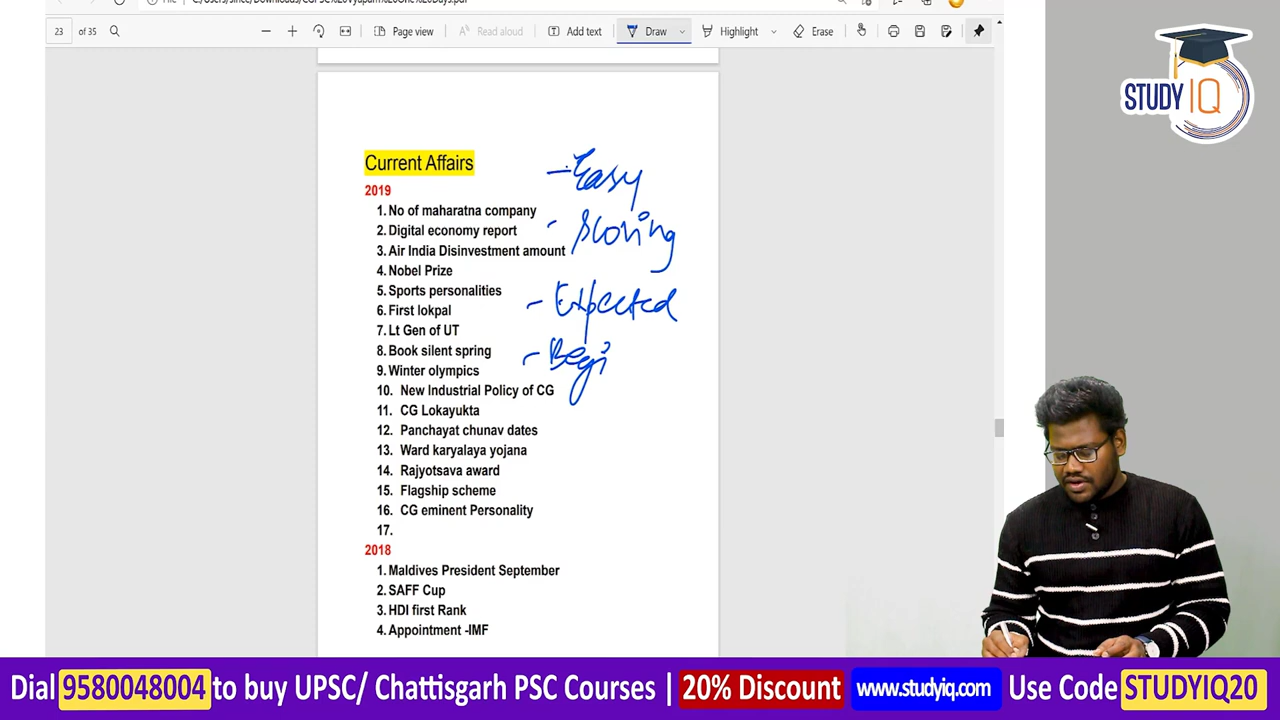 23 of 35
Page view
Read aloud
Add text
Draw
Highlight
Erase
STUDY IQ
Current Affairs
2019
1. No of maharatna company
2. Digital economy report
3. Air India Disinvestment amount
4. Nobel Prize
5. Sports personalities
6. First lokpal
7. Lt Gen of UT
8. Book silent spring
9. Winter olympics
10. New Industrial Policy of CG
11. CG Lokayukta
12. Panchayat chunav dates
13. Ward karyalaya yojana
14. Rajyotsava award
15. Flagship scheme
16. CG eminent Personality
17.
2018
1. Maldives President September
2. SAFF Cup
3. HDI first Rank
4. Appointment -IMF
- Easy
- Scoring
- Expected
- Begi
Dial 9580048004 to buy UPSC/ Chattisgarh PSC Courses | 20% Discount www.studyiq.com Use Code STUDYIQ20